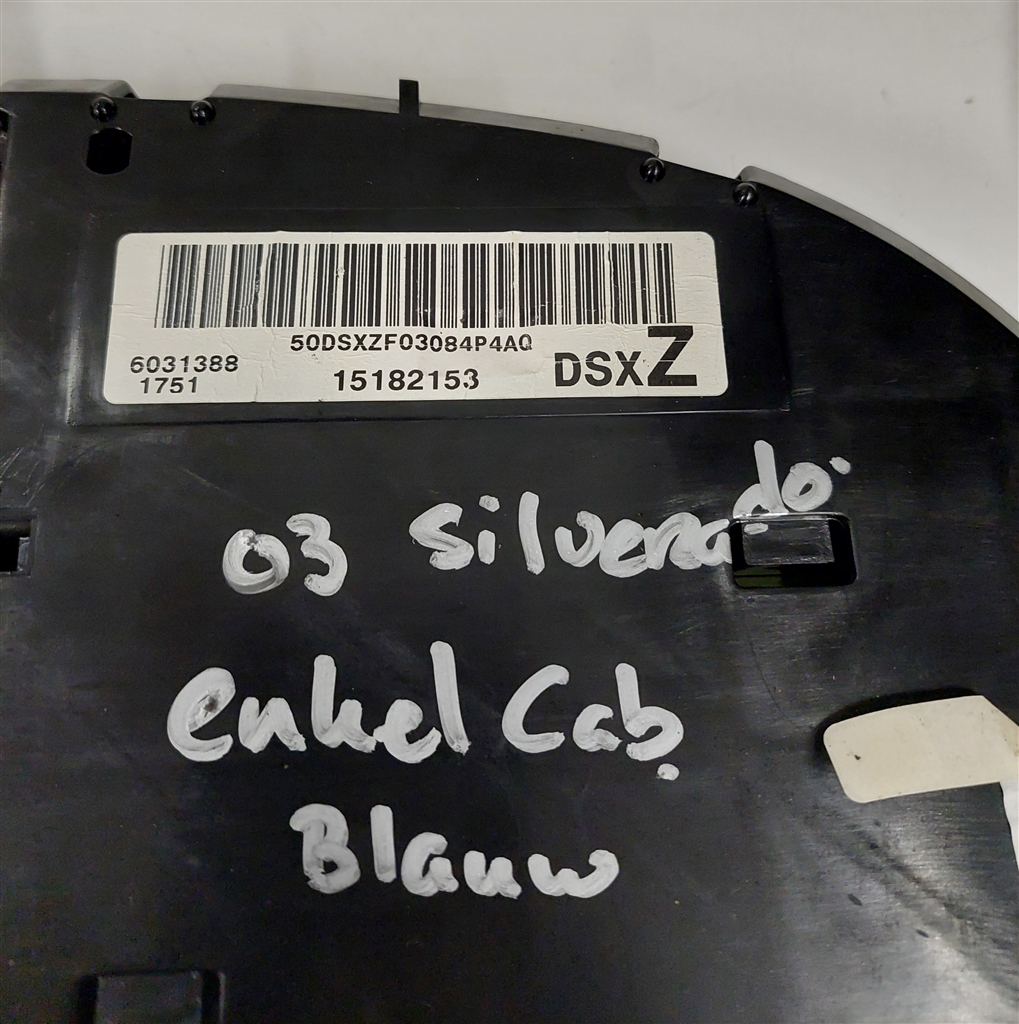 50DSXZF03084P4AQ
6031388
1751
15182153
DSXZ
03 Silverado.
enkel Cab.
Blauw